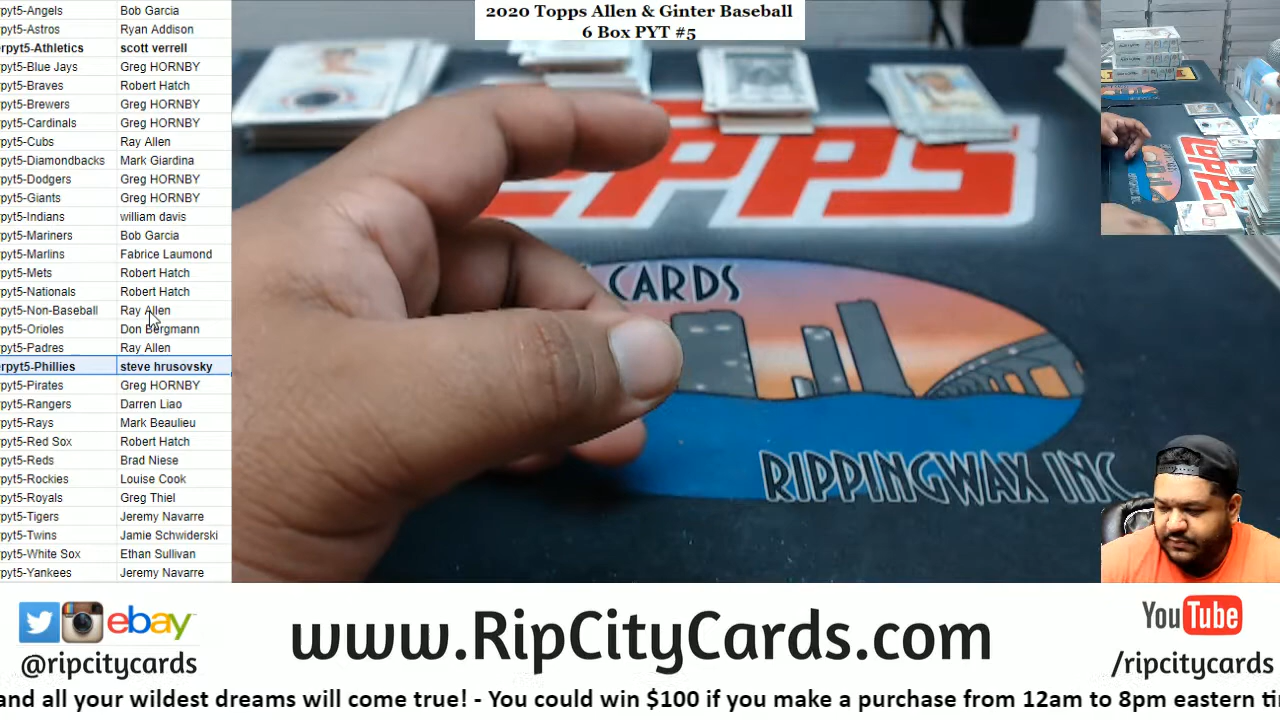 2020 Topps Allen & Ginter Baseball
6 Box PYT #5
pyt5-Angels Bob Garcia
pyt5-Astros Ryan Addison
erpyt5-Athletics scott verrell
pyt5-Blue Jays Greg HORNBY
pyt5-Braves Robert Hatch
pyt5-Brewers Greg HORNBY
pyt5-Cardinals Greg HORNBY
pyt5-Cubs Ray Allen
pyt5-Diamondbacks Mark Giardina
pyt5-Dodgers Greg HORNBY
pyt5-Giants Greg HORNBY
pyt5-Indians william davis
pyt5-Mariners Bob Garcia
pyt5-Marlins Fabrice Laumond
pyt5-Mets Robert Hatch
pyt5-Nationals Robert Hatch
pyt5-Non-Baseball Ray Allen
pyt5-Orioles Don Bergmann
pyt5-Padres Ray Allen
erpyt5-Phillies steve hrusovsky
pyt5-Pirates Greg HORNBY
pyt5-Rangers Darren Liao
pyt5-Rays Mark Beaulieu
pyt5-Red Sox Robert Hatch
pyt5-Reds Brad Niese
pyt5-Rockies Louise Cook
pyt5-Royals Greg Thiel
pyt5-Tigers Jeremy Navarre
pyt5-Twins Jamie Schwiderski
pyt5-White Sox Ethan Sullivan
pyt5-Yankees Jeremy Navarre
CARDS
RIPPINGWAX INC.
ebay
@ripcitycards
www.RipCityCards.com
YouTube
/ripcitycards
and all your wildest dreams will come true! - You could win $100 if you make a purchase from 12am to 8pm eastern ti